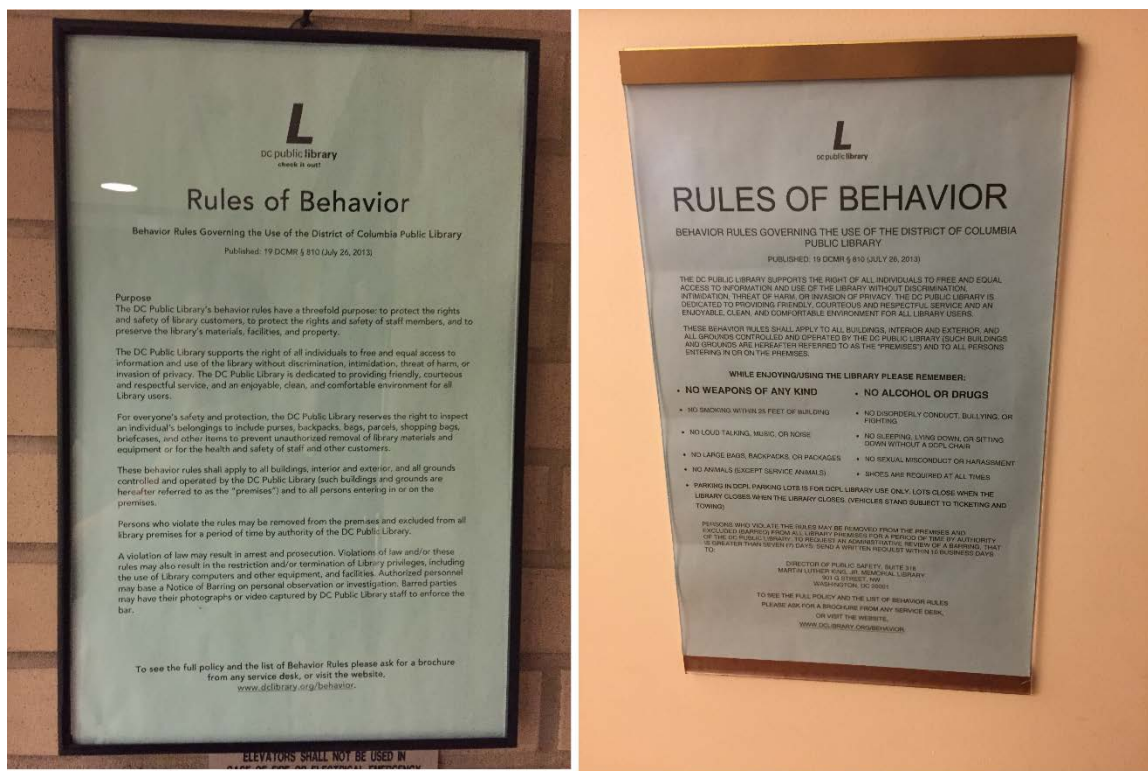 L
DC public library
check it out!
Rules of Behavior
Behavior Rules Governing the Use of the District of Columbia Public Library
Published: 19 DCMR § 810 (July 26, 2013)
Purpose
The DC Public Library's behavior rules have a threefold purpose: to protect the rights
and safety of library customers, to protect the rights and safety of staff members, and to
preserve the library's materials, facilities, and property.
The DC Public Library supports the right of all individuals to free and equal access to
information and use of the library without discrimination, intimidation, threat of harm, or
invasion of privacy. The DC Public Library is dedicated to providing friendly, courteous
and respectful service, and an enjoyable, clean, and comfortable environment for all
Library users.
For everyone's safety and protection, the DC Public Library reserves the right to inspect
an individual's belongings to include purses, backpacks, bags, parcels, shopping bags,
briefcases, and other items to prevent unauthorized removal of library materials and
equipment or for the health and safety of staff and other customers.
These behavior rules shall apply to all buildings, interior and exterior, and all grounds
controlled and operated by the DC Public Library (such buildings and grounds are
hereafter referred to as the "premises") and to all persons entering in or on the
premises.
Persons who violate the rules may be removed from the premises and excluded from all
library premises for a period of time by authority of the DC Public Library.
A violation of law may result in arrest and prosecution. Violations of law and/or these
rules may also result in the restriction and/or termination of Library privileges, including
the use of Library computers and other equipment, and facilities. Authorized personnel
may base a Notice of Barring on personal observation or investigation. Barred parties
may have their photographs or video captured by DC Public Library staff to enforce the
bar.
To see the full policy and the list of Behavior Rules please ask for a brochure
from any service desk, or visit the website,
www.dclibrary.org/behavior.
ELEVATORS SHALL NOT BE USED IN
CASE OF FIRE OR ELECTRICAL EMERGENCY
L
DC public library
RULES OF BEHAVIOR
BEHAVIOR RULES GOVERNING THE USE OF THE DISTRICT OF COLUMBIA
PUBLIC LIBRARY
PUBLISHED: 19 DCMR § 810 (JULY 26, 2013)
THE DC PUBLIC LIBRARY SUPPORTS THE RIGHT OF ALL INDIVIDUALS TO FREE AND EQUAL
ACCESS TO INFORMATION AND USE OF THE LIBRARY WITHOUT DISCRIMINATION,
INTIMIDATION, THREAT OF HARM, OR INVASION OF PRIVACY. THE DC PUBLIC LIBRARY IS
DEDICATED TO PROVIDING FRIENDLY, COURTEOUS AND RESPECTFUL SERVICE AND AN
ENJOYABLE, CLEAN, AND COMFORTABLE ENVIRONMENT FOR ALL LIBRARY USERS.
THESE BEHAVIOR RULES SHALL APPLY TO ALL BUILDINGS, INTERIOR AND EXTERIOR, AND
ALL GROUNDS CONTROLLED AND OPERATED BY THE DC PUBLIC LIBRARY (SUCH BUILDINGS
AND GROUNDS ARE HEREAFTER REFERRED TO AS THE "PREMISES") AND TO ALL PERSONS
ENTERING IN OR ON THE PREMISES.
WHILE ENJOYING/USING THE LIBRARY PLEASE REMEMBER:
• NO WEAPONS OF ANY KIND
• NO SMOKING WITHIN 25 FEET OF BUILDING
• NO LOUD TALKING, MUSIC, OR NOISE
• NO LARGE BAGS, BACKPACKS, OR PACKAGES
• NO ANIMALS (EXCEPT SERVICE ANIMALS)
• NO ALCOHOL OR DRUGS
• NO DISORDERLY CONDUCT, BULLYING, OR
FIGHTING
• NO SLEEPING, LYING DOWN, OR SITTING
DOWN WITHOUT A DCPL CHAIR
• NO SEXUAL MISCONDUCT OR HARASSMENT
• SHOES ARE REQUIRED AT ALL TIMES
• PARKING IN DCPL PARKING LOTS IS FOR DCPL LIBRARY USE ONLY. LOTS CLOSE WHEN THE
LIBRARY CLOSES WHEN THE LIBRARY CLOSES. (VEHICLES STAND SUBJECT TO TICKETING AND
TOWING)
PERSONS WHO VIOLATE THE RULES MAY BE REMOVED FROM THE PREMISES AND
EXCLUDED (BARRED) FROM ALL LIBRARY PREMISES FOR A PERIOD OF TIME BY AUTHORITY
OF THE DC PUBLIC LIBRARY. TO REQUEST AN ADMINISTRATIVE REVIEW OF A BARRING, THAT
IS GREATER THAN SEVEN (7) DAYS, SEND A WRITTEN REQUEST WITHIN 10 BUSINESS DAYS
TO:
DIRECTOR OF PUBLIC SAFETY, SUITE
MARTIN LUTHER KING, JR. MEMORIAL LIBRARY
901 G STREET, NW
WASHINGTON, DC 20001
TO SEE THE FULL POLICY AND THE LIST OF BEHAVIOR RULES
PLEASE ASK FOR A BROCHURE FROM ANY SERVICE DESK,
OR VISIT THE WEBSITE,
WWW.DCLIBRARY.ORG/BEHAVIOR